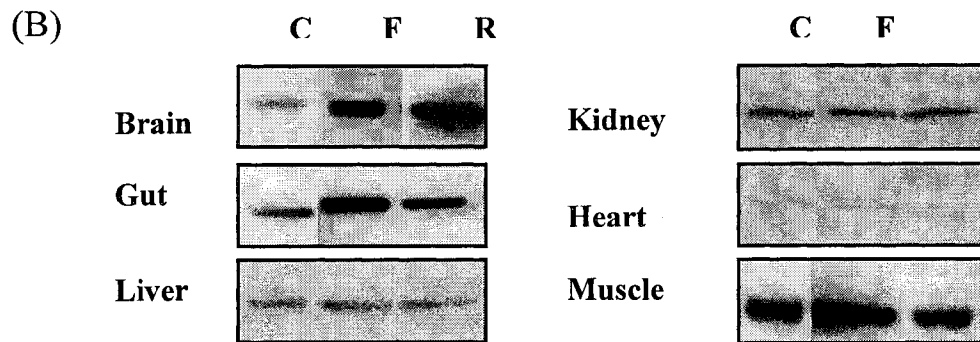 (B)
C F R
Brain
Gut
Liver
C F
Kidney
Heart
Muscle